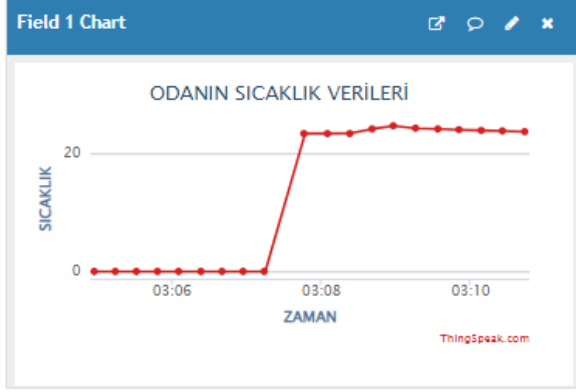 Field 1 Chart
ODANIN SICAKLIK VERİLERİ
SICAKLIK
20
0
03:06
03:08
03:10
ZAMAN
ThingSpeak.com